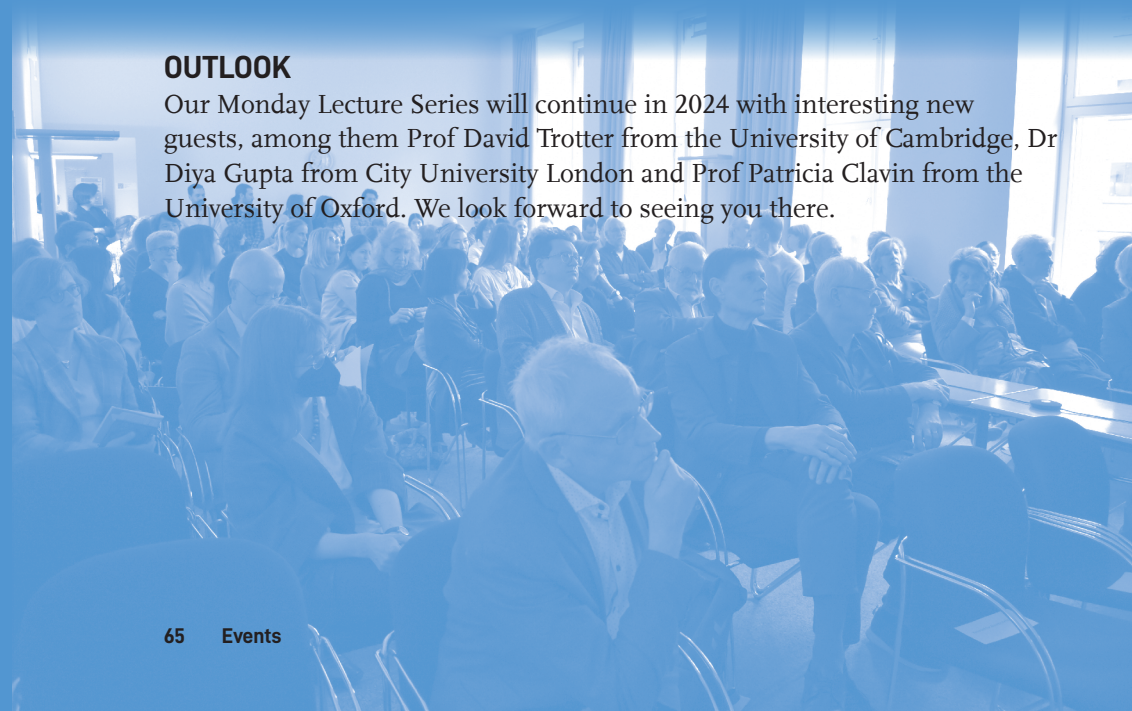 OUTLOOK
Our Monday Lecture Series will continue in 2024 with interesting new
guests, among them Prof David Trotter from the University of Cambridge, Dr
Diya Gupta from City University London and Prof Patricia Clavin from the
University of Oxford. We look forward to seeing you there.
65 Events